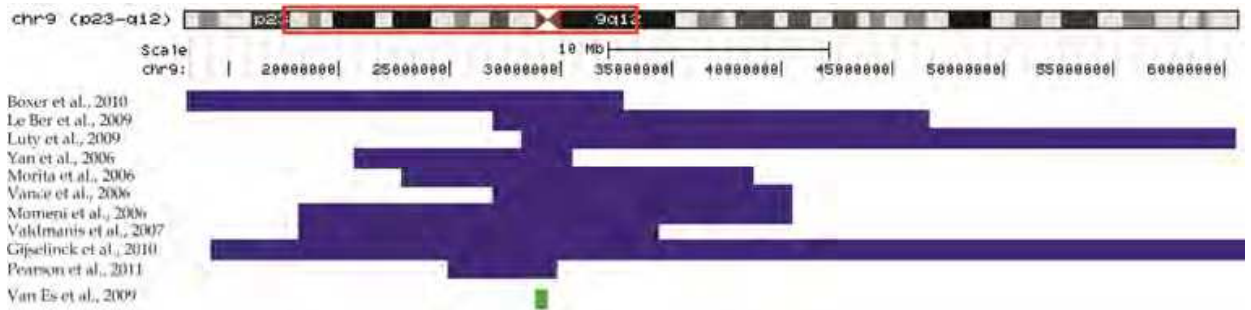 chr9 (p23-q12) p23 9q12
Scale 10 Mb
chr9: 20000000 25000000 30000000 35000000 40000000 45000000 50000000 55000000 60000000
Boxer et al., 2010
Le Ber et al., 2009
Luty et al., 2009
Yan et al., 2006
Morita et al., 2006
Vance et al., 2006
Momeni et al., 2006
Valdmanis et al., 2007
Gijselinck et al., 2010
Pearson et al., 2011
Van Es et al., 2009